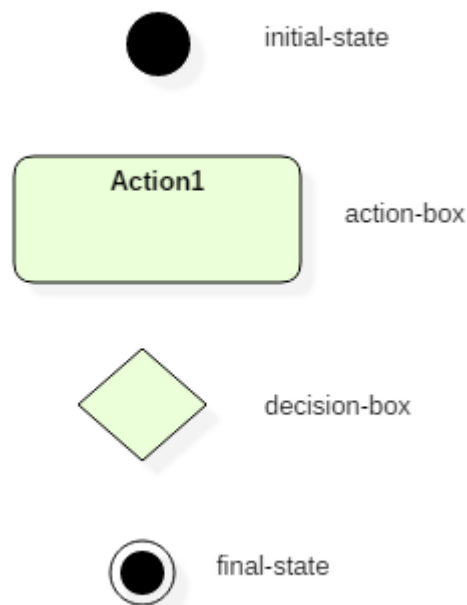 initial-state
Action1
action-box
decision-box
final-state